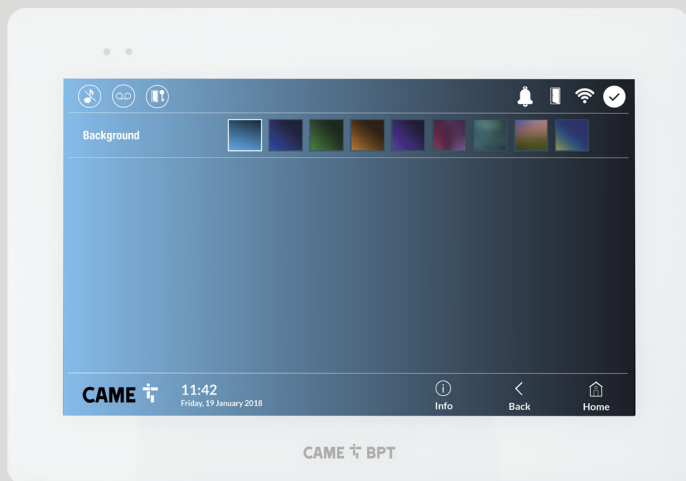 Background
CAME
11:42
Friday, 19 January 2018
Info
Back
Home
CAME BPT